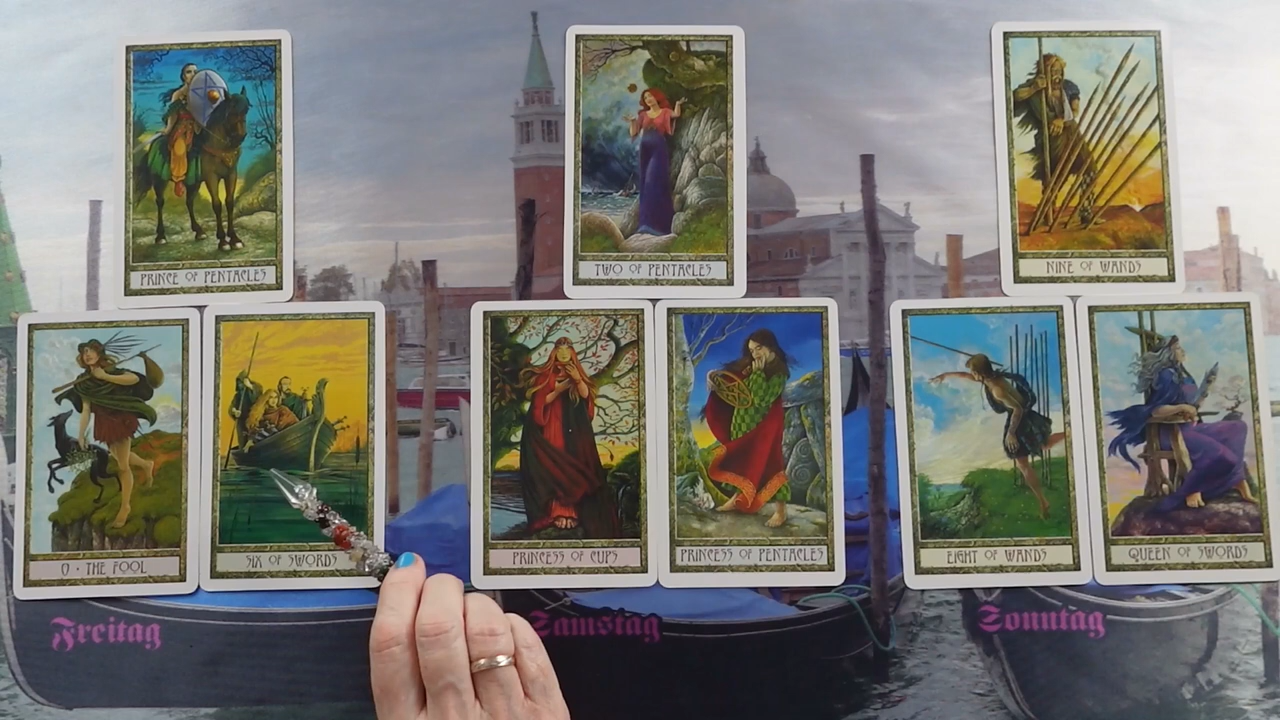 PRINCE OF PENTACLES
TWO OF PENTACLES
NINE OF WANDS
0 • THE FOOL
SIX OF SWORDS
PRINCESS OF CUPS
PRINCESS OF PENTACLES
EIGHT OF WANDS
QUEEN OF SWORDS
Freitag
Samstag
Sonntag